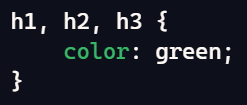 h1, h2, h3 {
    color: green;
}